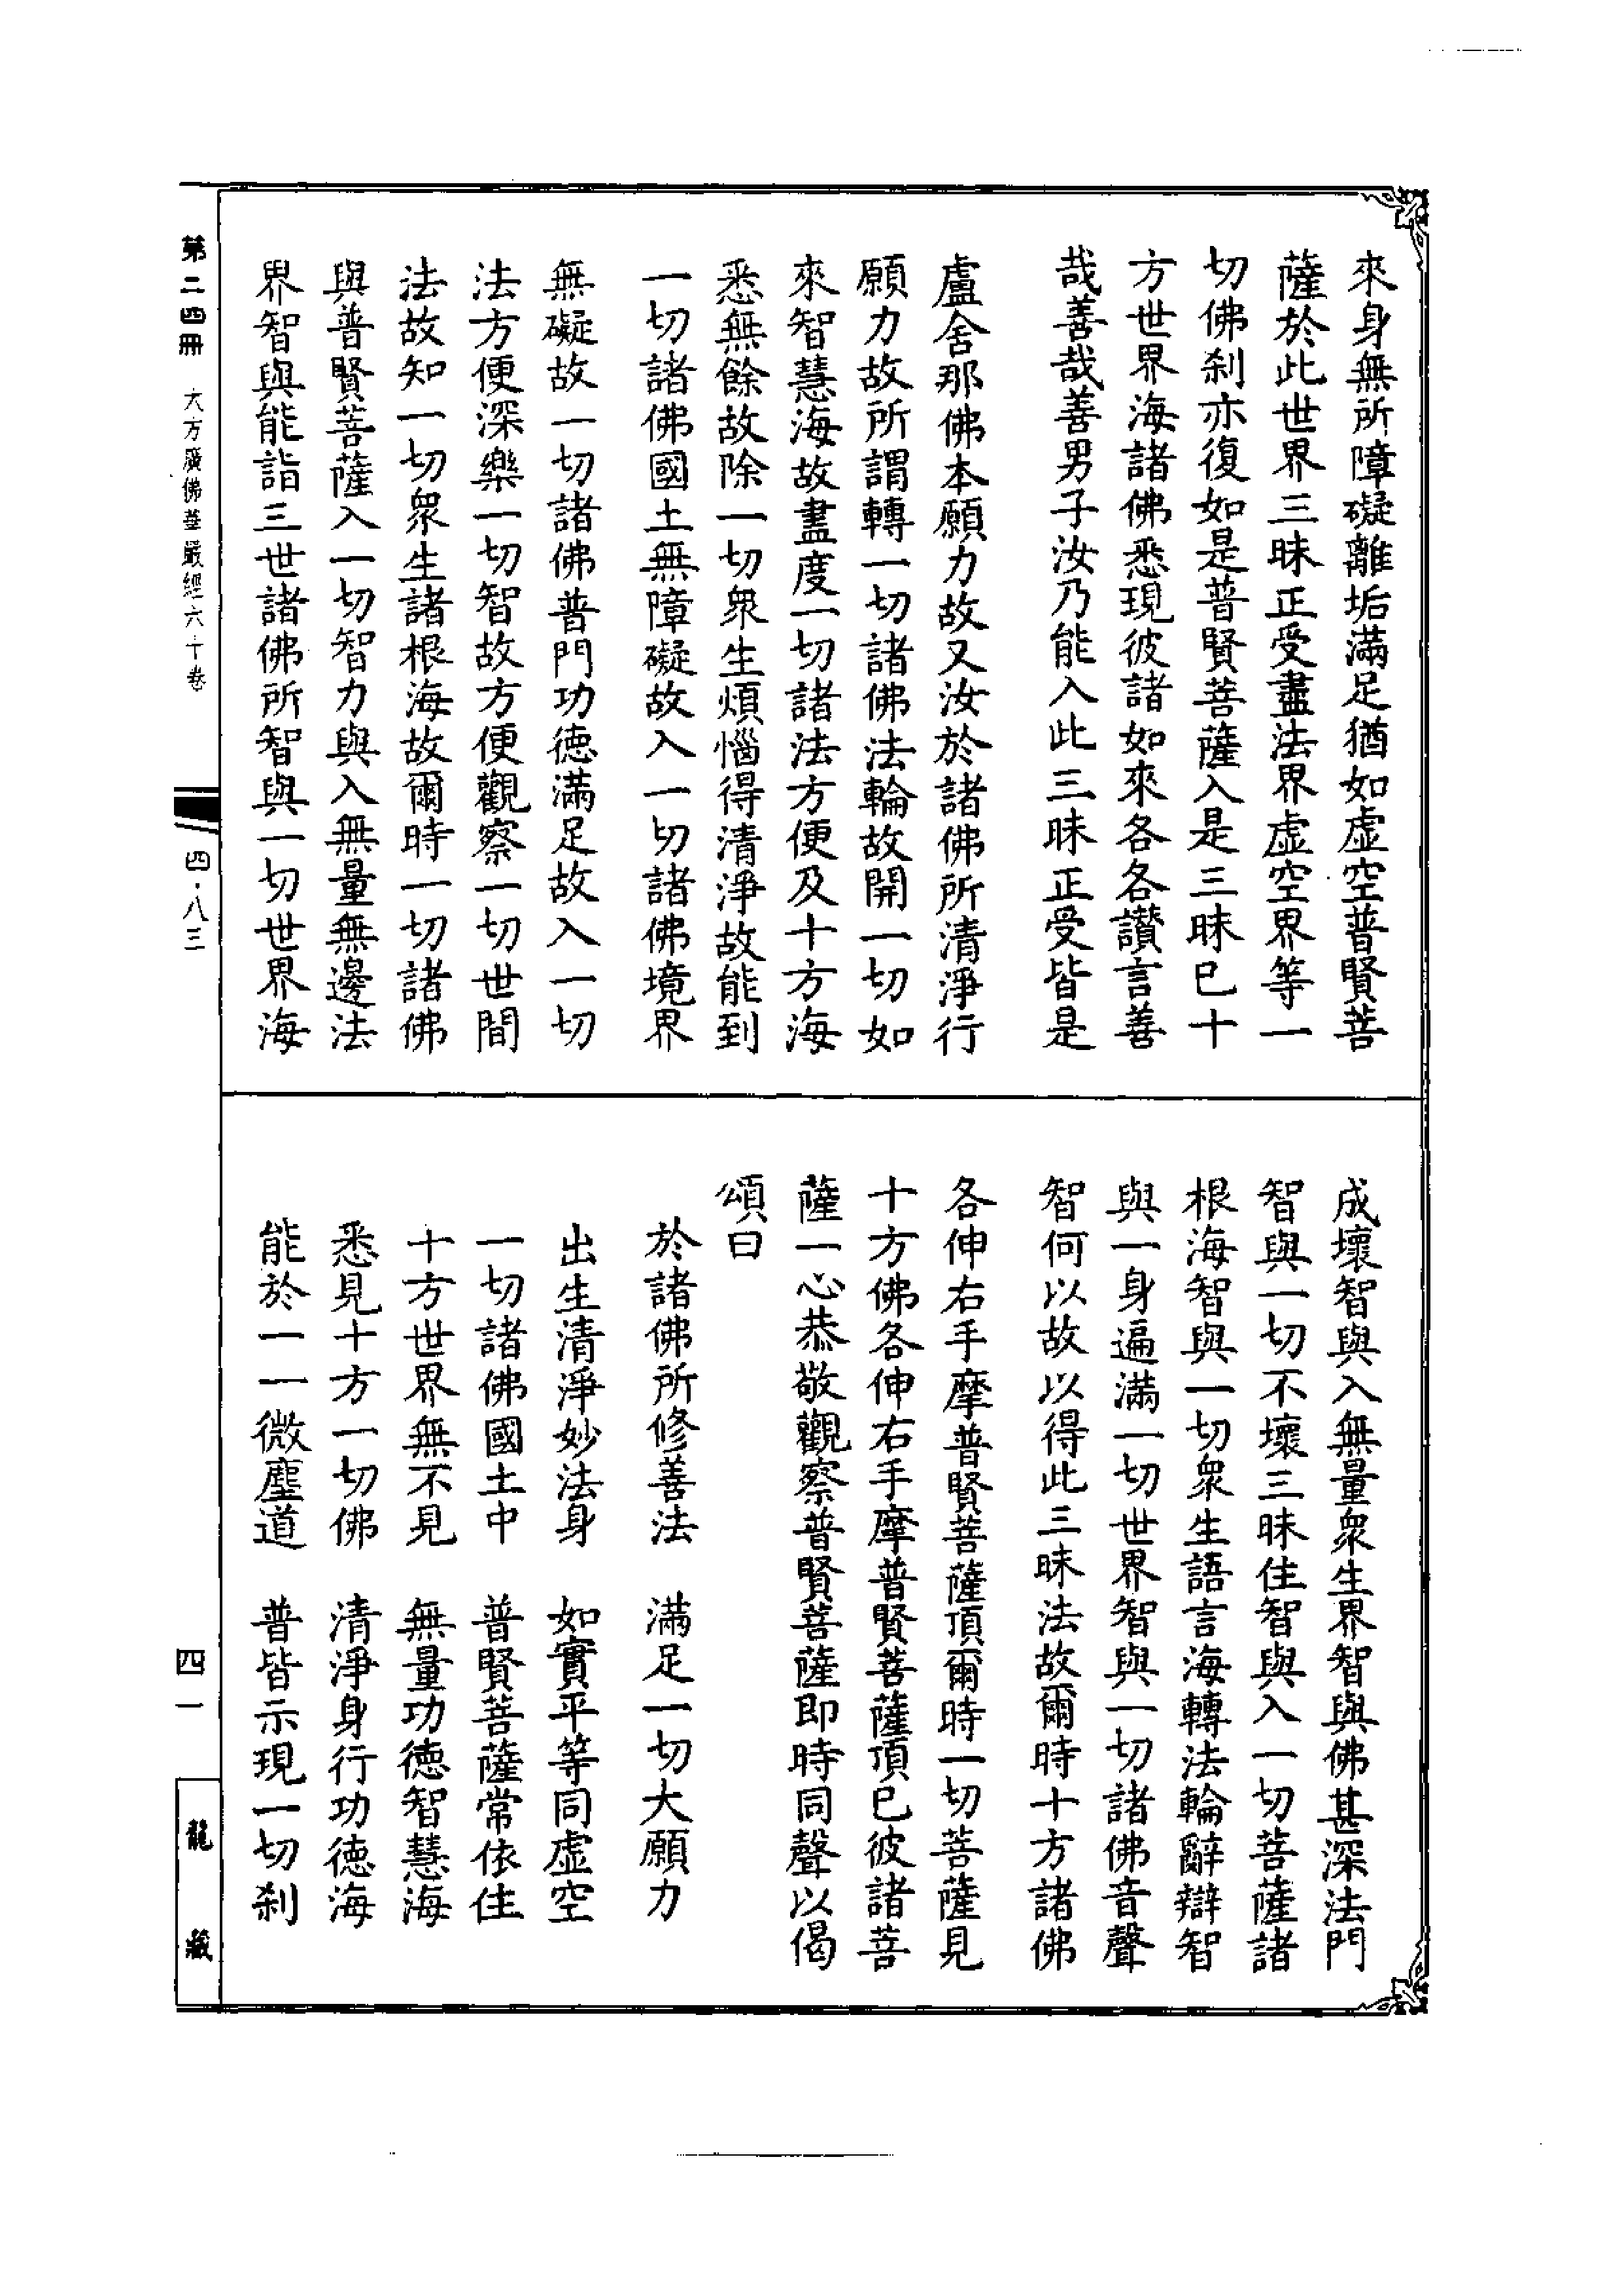 來身無所障礙離垢滿足猶如虛空普賢菩
薩於此世界三昧正受盡法界虛空界等一
切佛刹亦復如是普賢菩薩入是三昧已十
方世界海諸佛悉現彼諸如來各各讚言善
哉善哉善男子汝乃能入此三昧正受皆是
盧舍那佛本願力故又汝於諸佛所清淨行
願力故所謂轉一切諸佛法輪故開一切如
來智慧海故盡度一切諸法方便及十方海
悉無餘故除一切衆生煩惱得清淨故能到
一切諸佛國土無障礙故入一切諸佛境界
無礙故一切諸佛普門功德滿足故入一切
法方便深樂一切智故方便觀察一切世間
法故知一切衆生諸根海故爾時一切諸佛
與普賢菩薩入一切智力與入無量無邊法
界智與能詣三世諸佛所智與一切世界海
成壞智與入無量衆生界智與佛甚深法門
智與一切不壞三昧住智與入一切菩薩諸
根海智與一切衆生語言海轉法輪辭辯智
與一身遍滿一切世界智與一切諸佛音聲
智何以故以得此三昧法故爾時十方諸佛
各伸右手摩普賢菩薩頂爾時一切菩薩見
十方佛各伸右手摩普賢菩薩頂已彼諸菩
薩一心恭敬觀察普賢菩薩即時同聲以偈
頌曰
於諸佛所修善法　滿足一切大願力
出生清淨妙法身　如實平等同虛空
一切諸佛國土中　普賢菩薩常依住
十方世界無不見　無量功德智慧海
悉見十方一切佛　清淨身行功德海
能於一一微塵道　普皆示現一切刹
第二四冊　大方廣佛華嚴經六十卷
四·八三
四一
龍藏